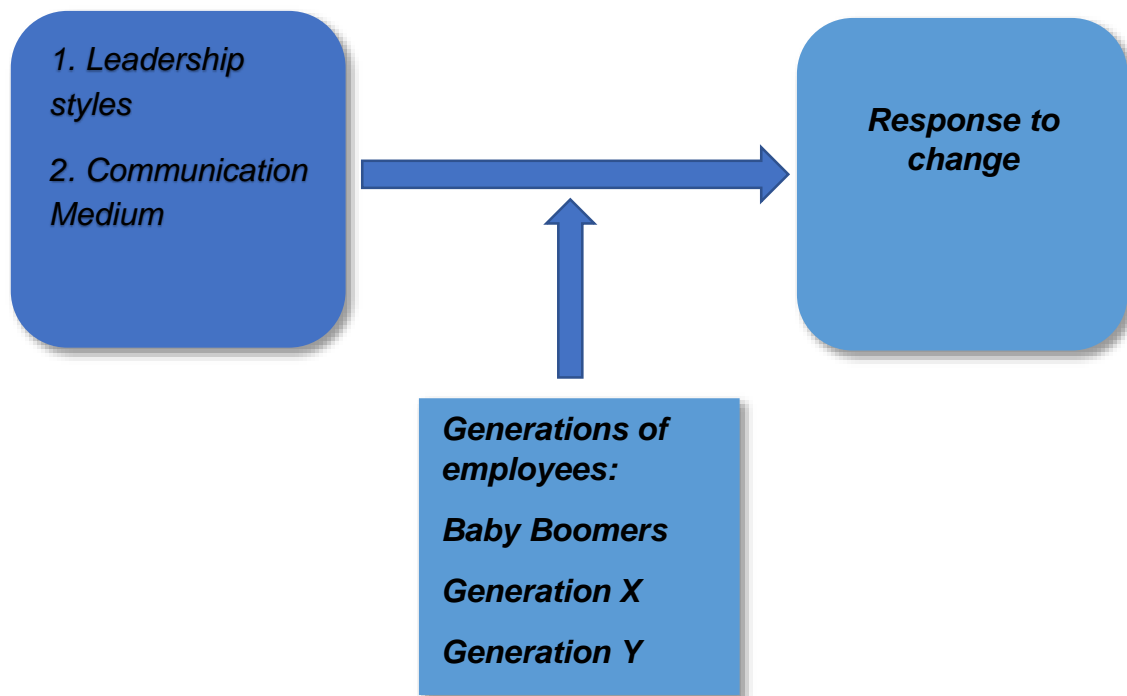 1. Leadership
styles
2. Communication
Medium
Response to
change
Generations of
employees:
Baby Boomers
Generation X
Generation Y